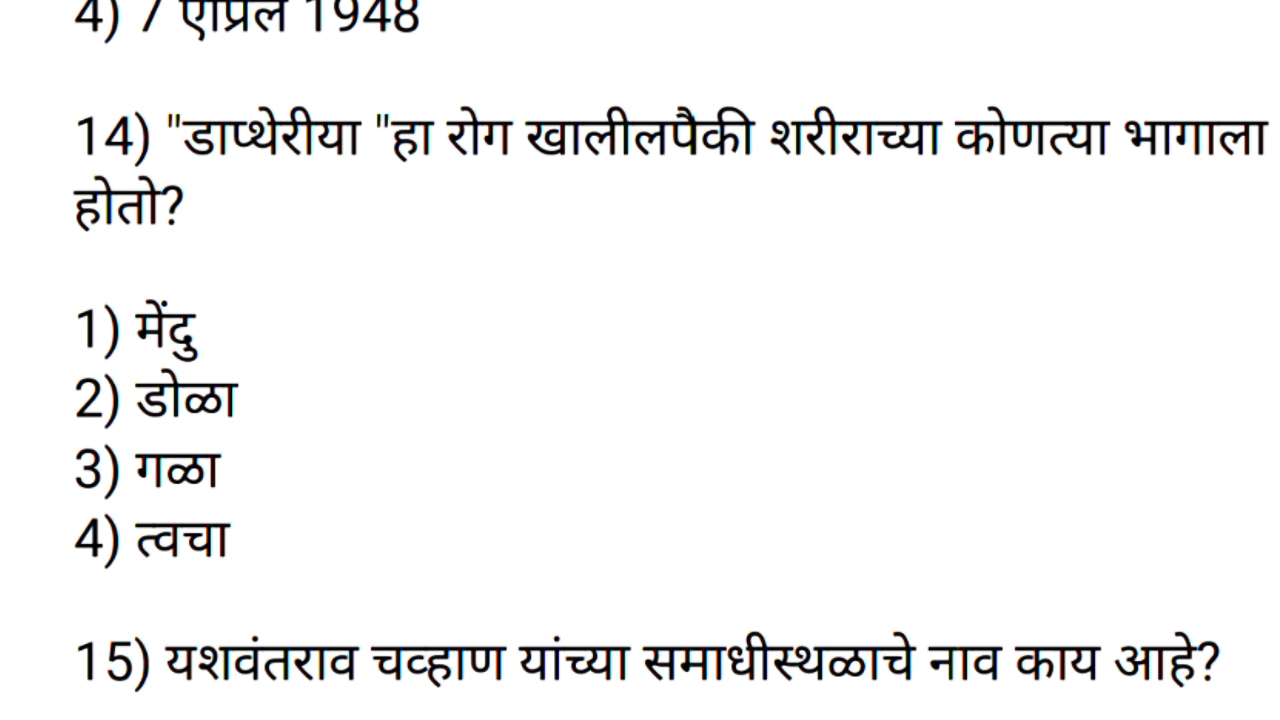 4) 7 एप्रिल 1948
14) "डाप्थेरीया "हा रोग खालीलपैकी शरीराच्या कोणत्या भागाला
होतो?
1) मेंदु
2) डोळा
3) गळा
4) त्वचा
15) यशवंतराव चव्हाण यांच्या समाधीस्थळाचे नाव काय आहे?